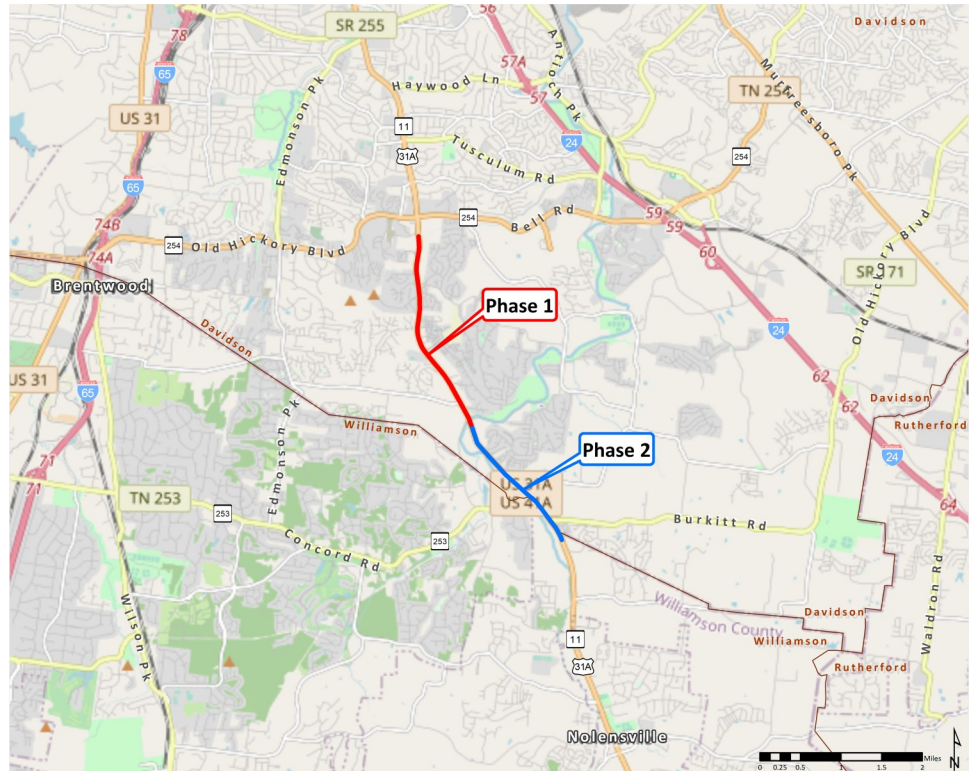 56
SR 255
Davidson
78
65
57A
Antioch Pk
Murfreesboro Pk
Haywood Ln
TN 254
US 31
57
11
31A
Edmonson Pk
24
Tusculum Rd
254
65
59
59
74B
254
Bell Rd
Old Hickory Blvd
254
60
74A
SR 171
Old Hickory Blvd
Brentwood
Phase 1
Davidson
24
US 31
65
62
62
Davidson
Williamson
Rutherford
Edmonson Pk
Phase 2
24
71
71
US 31A
US 41A
TN 253
253
64
Burkitt Rd
Concord Rd
253
Waldron Rd
Wilson Pk
Williamson County
Davidson
Williamson
11
Rutherford
31A
Nolensville
Miles
0 0.25 0.5 1 1.5 2
N